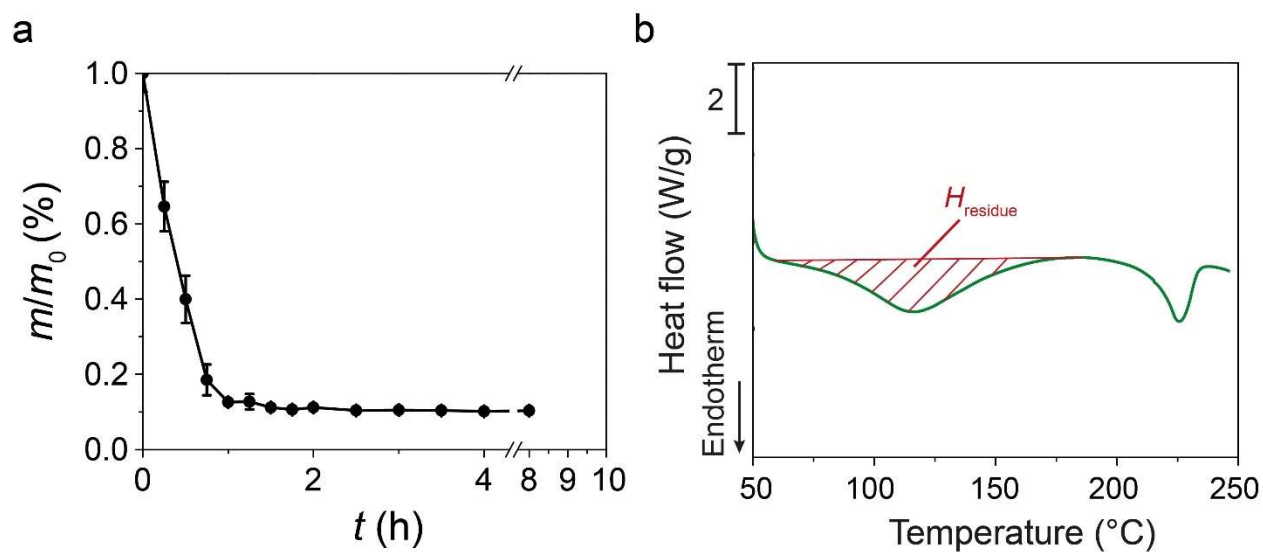 a
m/m0 (%)
1.0
0.8
0.6
0.4
0.2
0.0
0 2 4 8 9 10
t (h)
b
Heat flow (W/g)
2
Hresidue
Endotherm
50 100 150 200 250
Temperature (°C)